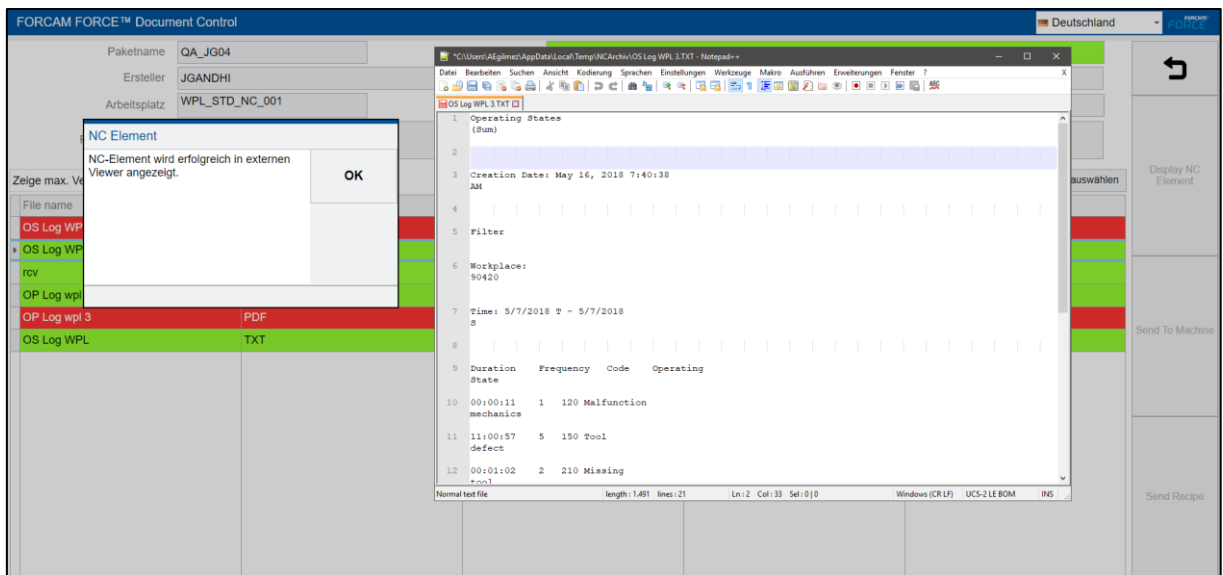 FORCAM FORCE™ Document Control
Deutschland
FORCAM FORCE
Paketname QA_JG04
Ersteller JGANDHI
Arbeitsplatz WPL_STD_NC_001
Zeige max. Ve
auswählen
File name
OS Log WP
OS Log WP
rcv
OP Log wpl
OP Log wpl 3 PDF
OS Log WPL TXT
NC Element
NC-Element wird erfolgreich in externen
Viewer angezeigt.
OK
*C:\Users\AEgilmez\AppData\Local\Temp\NCArchiv\OS Log WPL 3.TXT - Notepad++
Datei Bearbeiten Suchen Ansicht Kodierung Sprachen Einstellungen Werkzeuge Makro Ausführen Erweiterungen Fenster ? X
OS Log WPL 3.TXT
1 Operating States
(Sum)
2
3 Creation Date: May 16, 2018 7:40:38
AM
4
5 Filter
6 Workplace:
90420
7 Time: 5/7/2018 T - 5/7/2018
S
8
9 Duration Frequency Code Operating
State
10 00:00:11 1 120 Malfunction
mechanics
11 11:00:57 5 150 Tool
defect
12 00:01:02 2 210 Missing
tool
Normal text file length : 1.491 lines : 21 Ln : 2 Col : 33 Sel : 0 | 0 Windows (CR LF) UCS-2 LE BOM INS
Display NC
Element
Send To Machine
Send Recipe